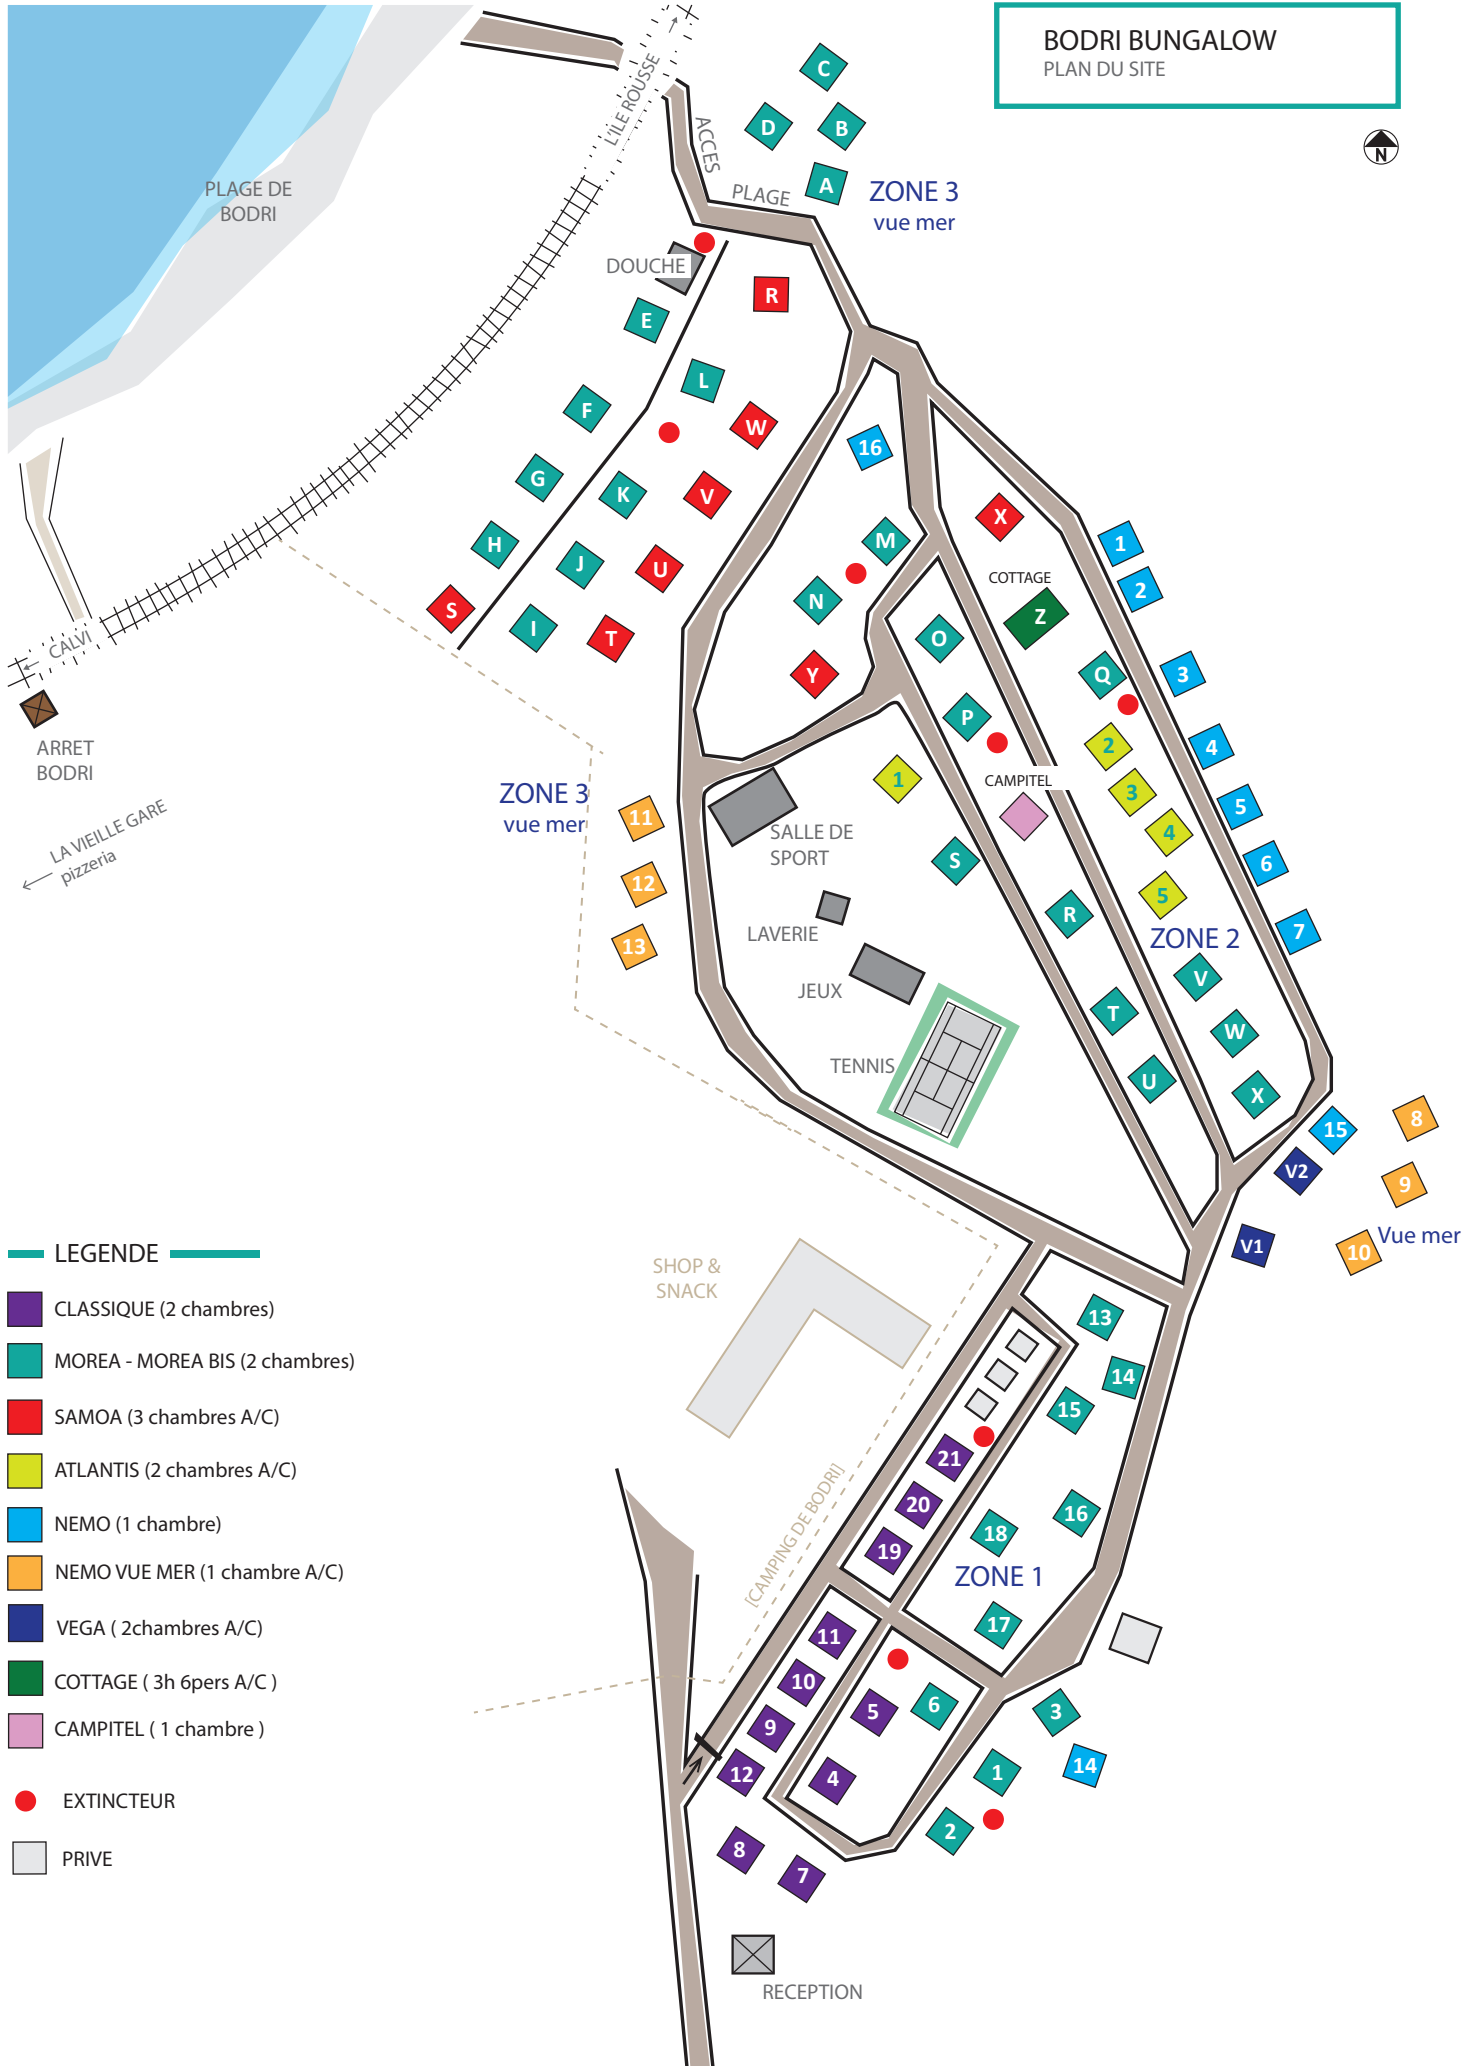 BODRI BUNGALOW
PLAN DU SITE
N
L'ILE ROUSSE
ACCES
PLAGE
C
D
B
A
ZONE 3
vue mer
PLAGE DE
BODRI
DOUCHE
R
E
L
F
W
16
G
K
V
X
M
1
H
J
U
COTTAGE
2
S
N
Z
I
T
O
CALVI
Y
Q
3
P
2
4
ARRET
BODRI
1
CAMPITEL
3
ZONE 3
vue mer
11
5
LA VIEILLE GARE
pizzeria
SALLE DE
SPORT
4
S
6
12
5
R
LAVERIE
13
ZONE 2
7
JEUX
V
T
W
TENNIS
U
X
8
15
V2
9
V1
10
Vue mer
LEGENDE
CLASSIQUE (2 chambres)
MOREA - MOREA BIS (2 chambres)
SAMOA (3 chambres A/C)
ATLANTIS (2 chambres A/C)
NEMO (1 chambre)
NEMO VUE MER (1 chambre A/C)
VEGA ( 2chambres A/C)
COTTAGE ( 3h 6pers A/C )
CAMPITEL ( 1 chambre )
EXTINCTEUR
PRIVE
SHOP &
SNACK
13
14
15
21
20
16
18
19
[CAMPING DE BODRI]
ZONE 1
17
11
10
6
5
3
9
14
12
4
1
2
8
7
RECEPTION